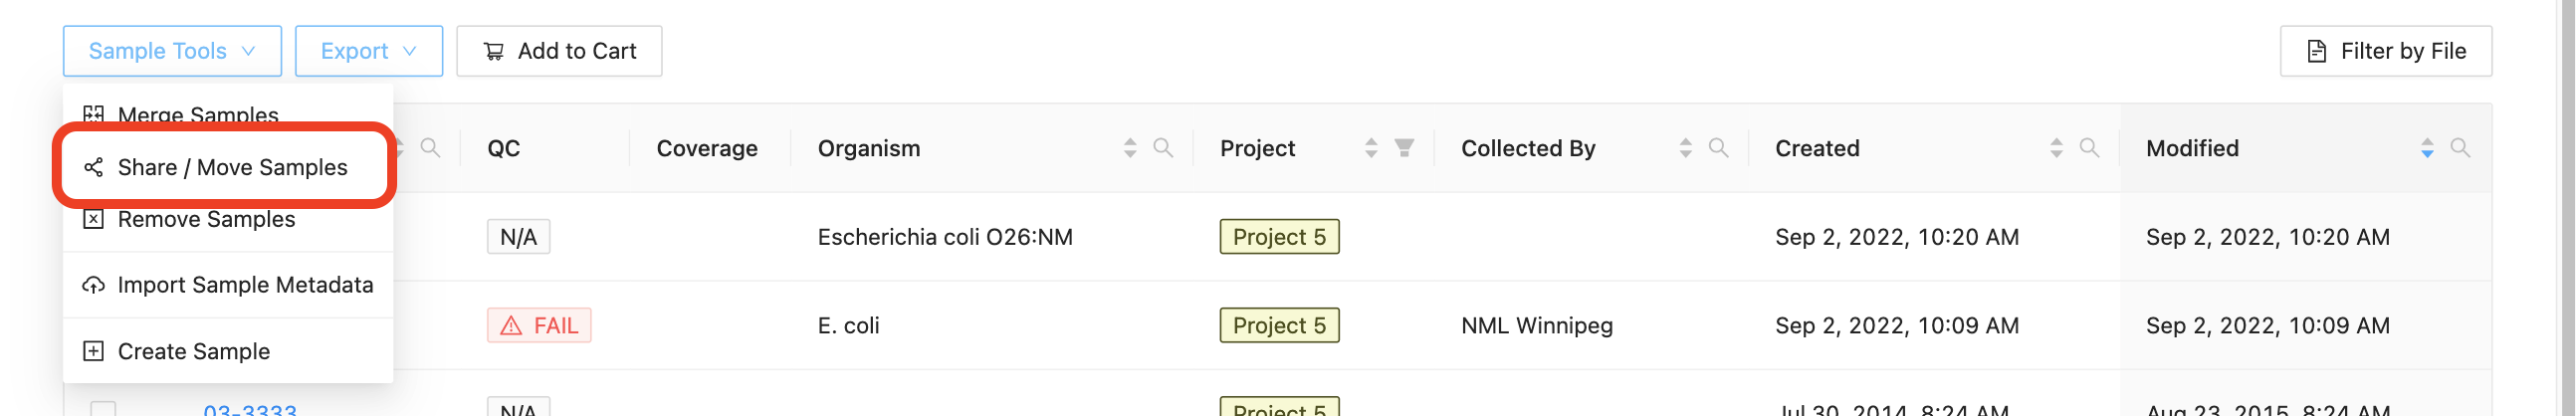 Sample Tools Export Add to Cart Filter by File
Merge Samples
Share / Move Samples
Remove Samples
Import Sample Metadata
Create Sample
QC Coverage Organism Project Collected By Created Modified
N/A Escherichia coli O26:NM Project 5 Sep 2, 2022, 10:20 AM Sep 2, 2022, 10:20 AM
FAIL E. coli Project 5 NML Winnipeg Sep 2, 2022, 10:09 AM Sep 2, 2022, 10:09 AM
03-3333 N/A Project 5 Jul 30, 2014, 8:24 AM Aug 23, 2015, 8:24 AM